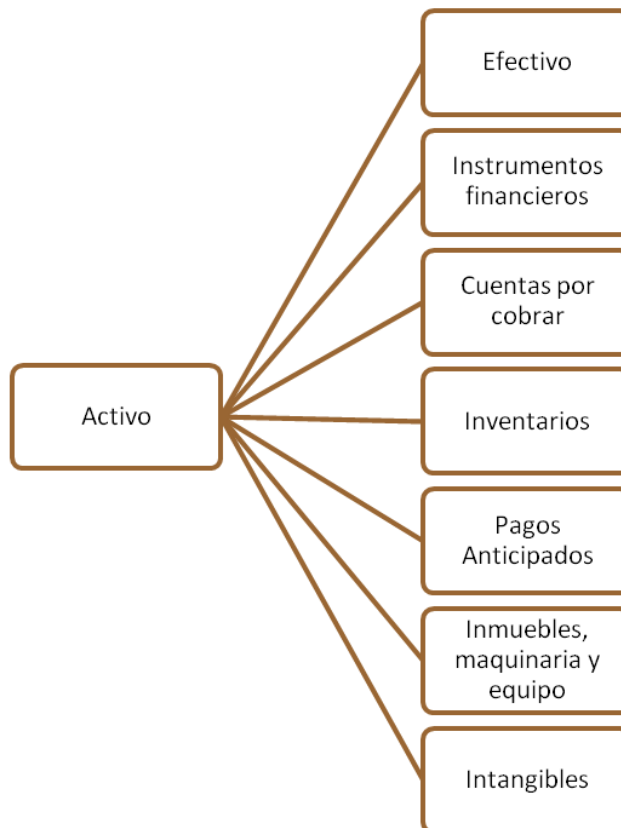 Efectivo
Instrumentos
financieros
Cuentas por
cobrar
Activo
Inventarios
Pagos
Anticipados
Inmuebles,
maquinaria y
equipo
Intangibles